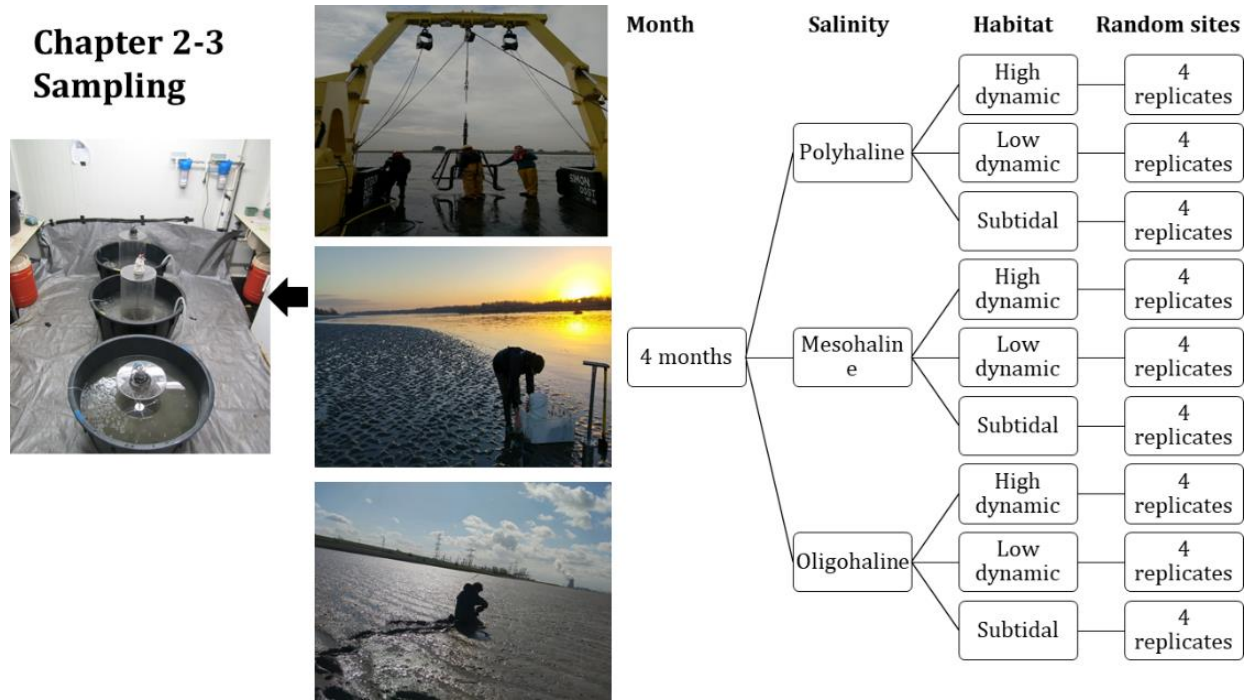 Chapter 2-3
Sampling
SIMON
OOST
Month
Salinity
Habitat
Random sites
4 months
Polyhaline
High
dynamic
4
replicates
Low
dynamic
4
replicates
Subtidal
4
replicates
Mesohalin
e
High
dynamic
4
replicates
Low
dynamic
4
replicates
Subtidal
4
replicates
Oligohaline
High
dynamic
4
replicates
Low
dynamic
4
replicates
Subtidal
4
replicates